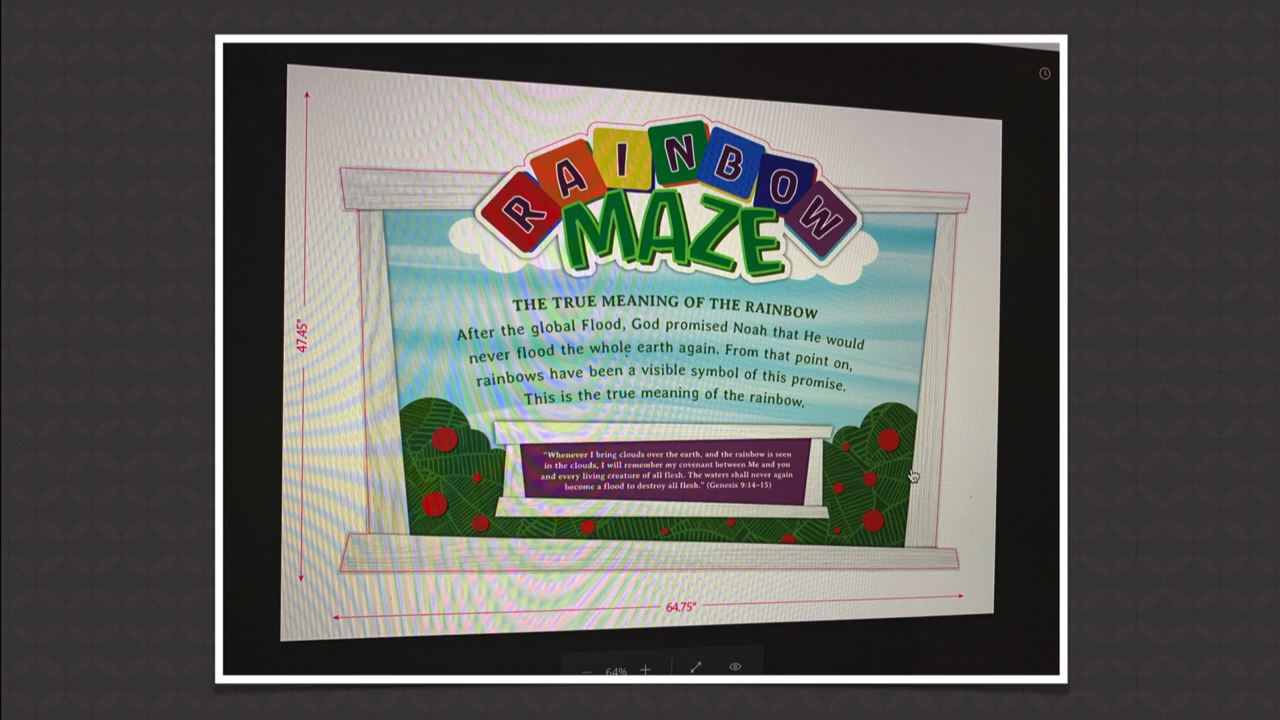 RAINBOW
MAZE
THE TRUE MEANING OF THE RAINBOW
After the global Flood, God promised Noah that He would
never flood the whole earth again. From that point on,
rainbows have been a visible symbol of this promise.
This is the true meaning of the rainbow.
"Whenever I bring clouds over the earth, and the rainbow is seen
in the clouds, I will remember my covenant between Me and you
and every living creature of all flesh. The waters shall never again
become a flood to destroy all flesh." (Genesis 9:14–15)
47.45"
64.75"
64%